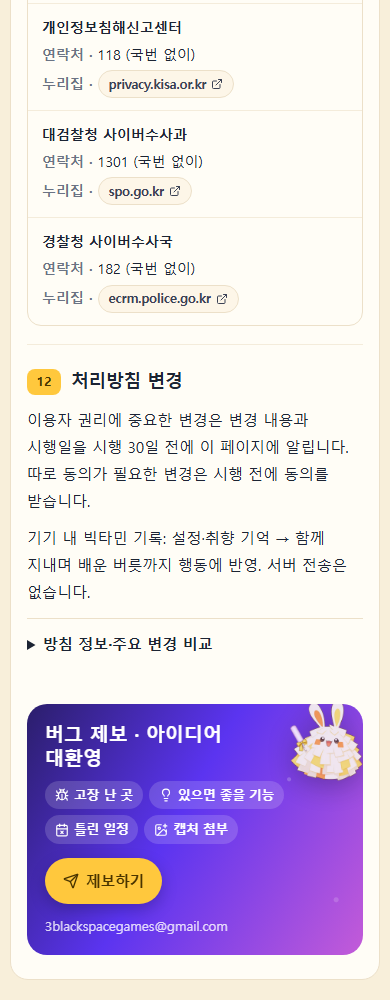 개인정보침해신고센터
연락처 · 118 (국번 없이)
누리집 · privacy.kisa.or.kr
대검찰청 사이버수사과
연락처 · 1301 (국번 없이)
누리집 · spo.go.kr
경찰청 사이버수사국
연락처 · 182 (국번 없이)
누리집 · ecrm.police.go.kr
12 처리방침 변경
이용자 권리에 중요한 변경은 변경 내용과
시행일을 시행 30일 전에 이 페이지에 알립니다.
따로 동의가 필요한 변경은 시행 전에 동의를
받습니다.
기기 내 빅타민 기록: 설정·취향 기억 → 함께
지내며 배운 버릇까지 행동에 반영. 서버 전송은
없습니다.
▶ 방침 정보·주요 변경 비교
버그 제보 · 아이디어
대환영
고장 난 곳 있으면 좋을 기능
틀린 일정 캡처 첨부
제보하기
3blackspacegames@gmail.com